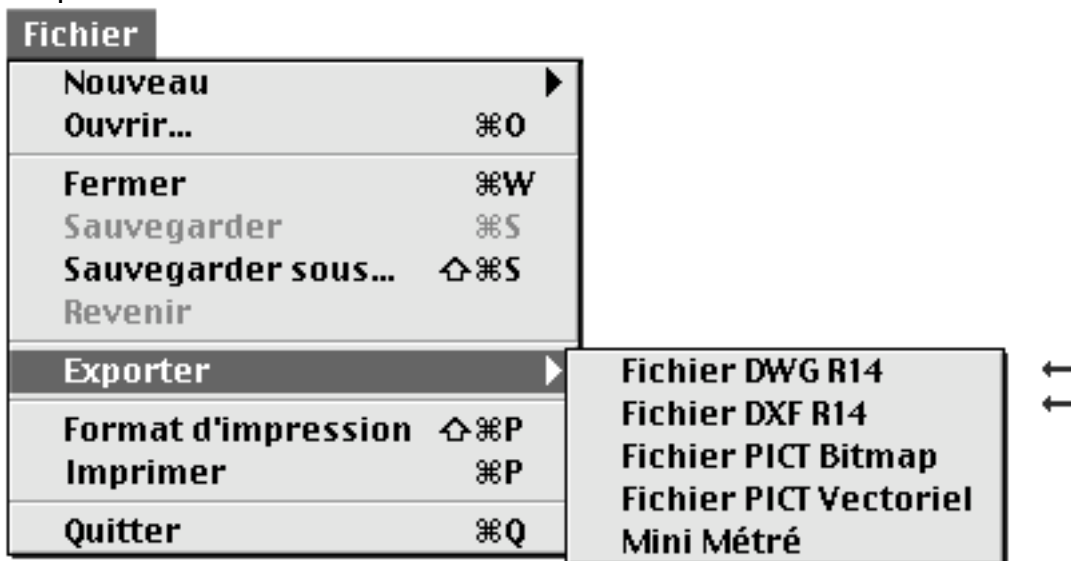 Fichier
Nouveau
Ouvrir... ⌘O
Fermer ⌘W
Sauvegarder ⌘S
Sauvegarder sous... ⇧⌘S
Revenir
Exporter
Format d'impression ⇧⌘P
Imprimer ⌘P
Quitter ⌘Q
Fichier DWG R14
Fichier DXF R14
Fichier PICT Bitmap
Fichier PICT Vectoriel
Mini Métré